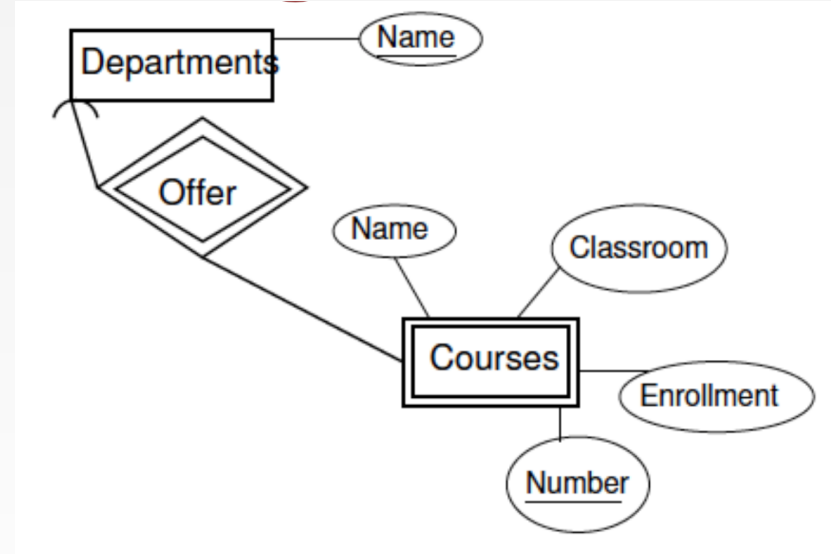 Name
Departments
Offer
Name
Classroom
Courses
Enrollment
Number